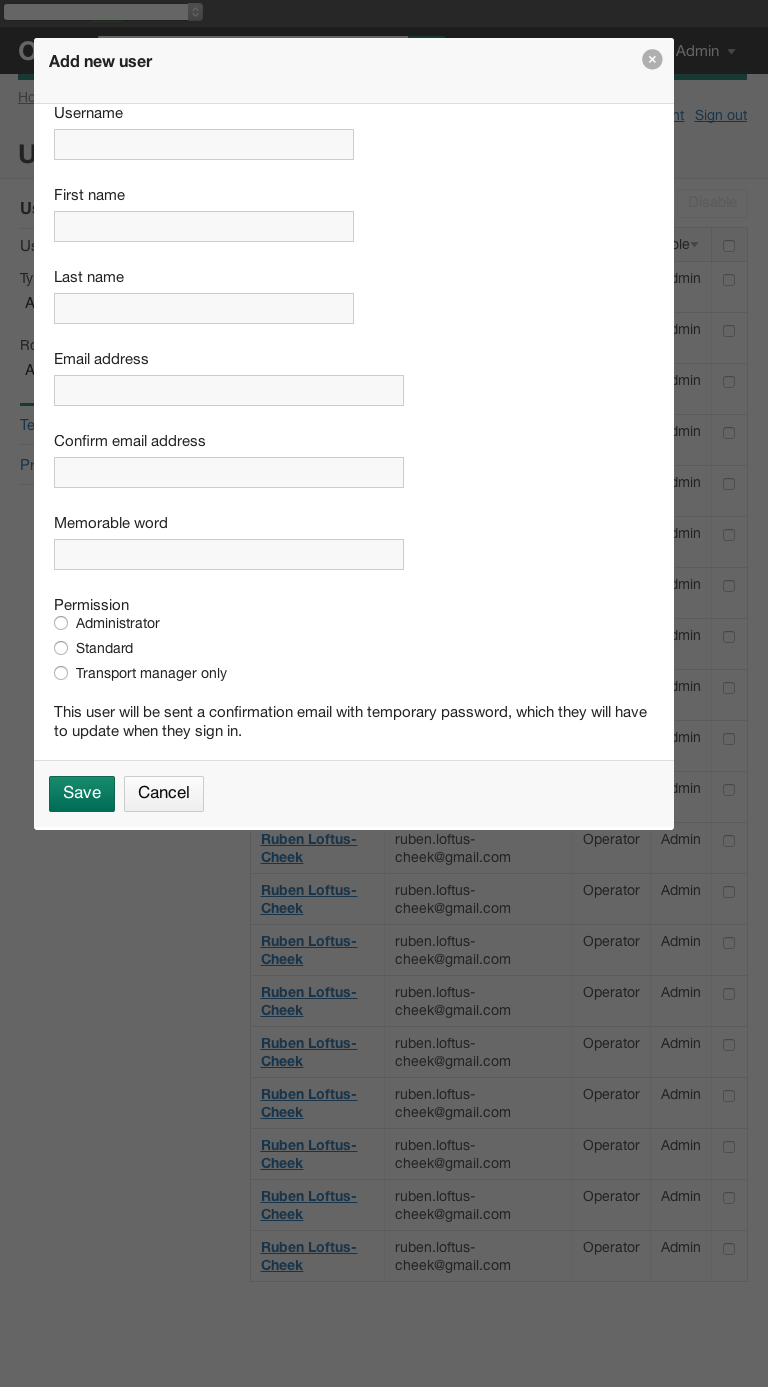 Add new user
Admin
Sign out
Disable
Username
First name
Last name
Email address
Confirm email address
Memorable word
Permission
Administrator
Standard
Transport manager only
This user will be sent a confirmation email with temporary password, which they will have
to update when they sign in.
Save Cancel
Ruben Loftus- ruben.loftus- Operator Admin
Cheek cheek@gmail.com
Ruben Loftus- ruben.loftus- Operator Admin
Cheek cheek@gmail.com
Ruben Loftus- ruben.loftus- Operator Admin
Cheek cheek@gmail.com
Ruben Loftus- ruben.loftus- Operator Admin
Cheek cheek@gmail.com
Ruben Loftus- ruben.loftus- Operator Admin
Cheek cheek@gmail.com
Ruben Loftus- ruben.loftus- Operator Admin
Cheek cheek@gmail.com
Ruben Loftus- ruben.loftus- Operator Admin
Cheek cheek@gmail.com
Ruben Loftus- ruben.loftus- Operator Admin
Cheek cheek@gmail.com
Ruben Loftus- ruben.loftus- Operator Admin
Cheek cheek@gmail.com